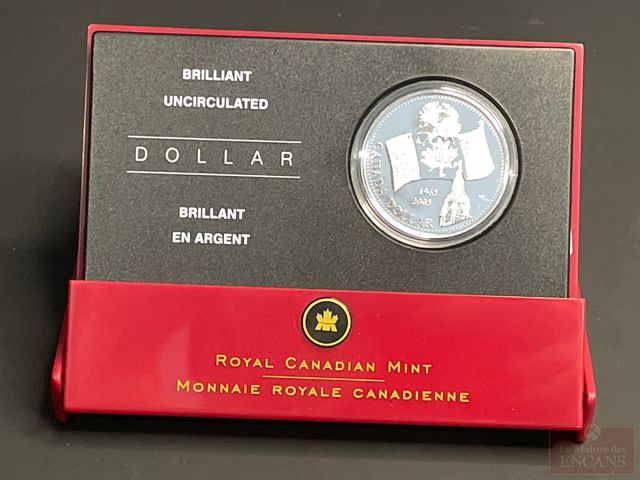 BRILLIANT
UNCIRCULATED
DOLLAR
BRILLANT
EN ARGENT
CANADA DOLLAR
1965
2005
ROYAL CANADIAN MINT
MONNAIE ROYALE CANADIENNE
La Maison des
ENCANS